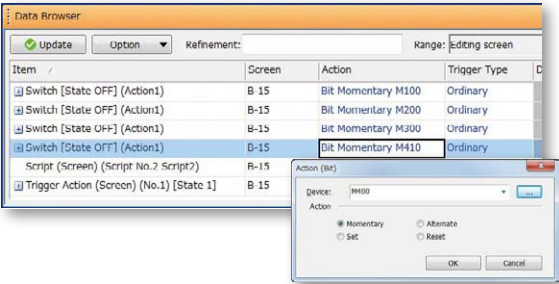 Data Browser
Update Option Refinement: Range: Editing screen
Item Screen Action Trigger Type D
Switch [State OFF] (Action1) B-15 Bit Momentary M100 Ordinary
Switch [State OFF] (Action1) B-15 Bit Momentary M200 Ordinary
Switch [State OFF] (Action1) B-15 Bit Momentary M300 Ordinary
Switch [State OFF] (Action1) B-15 Bit Momentary M410 Ordinary
Script (Screen) (Script No.2 Script2) B-15
Trigger Action (Screen) (No.1) [State 1] B-15
Action (Bit)
Device: M400 ...
Action
Momentary Alternate
Set Reset
OK Cancel